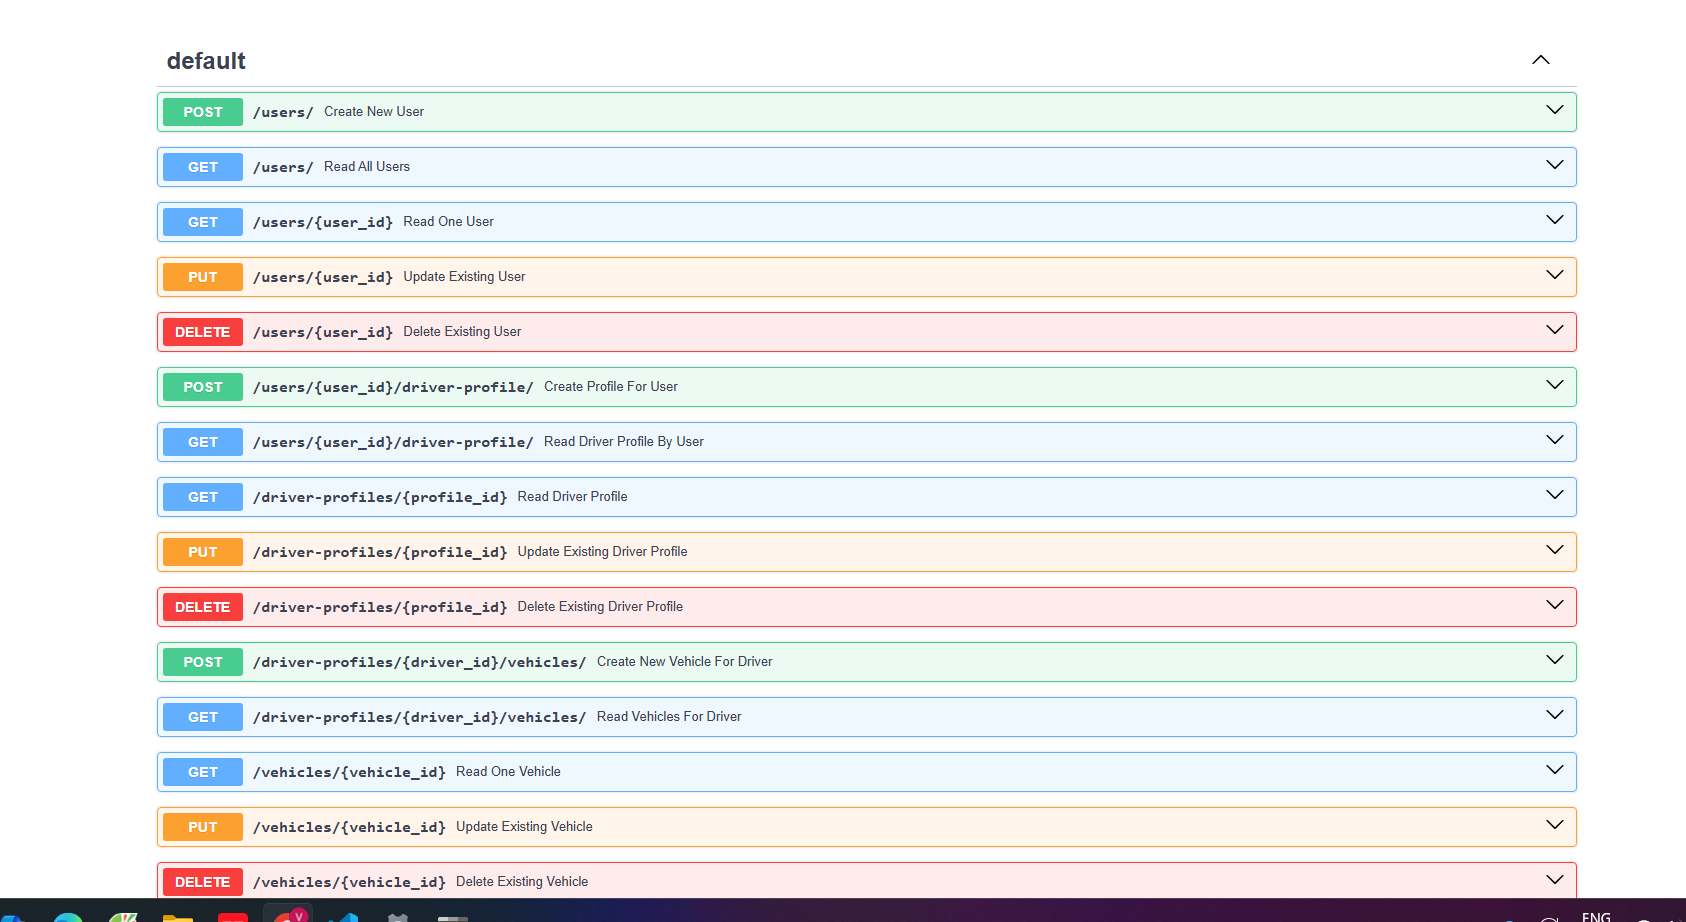 default
POST /users/ Create New User
GET /users/ Read All Users
GET /users/{user_id} Read One User
PUT /users/{user_id} Update Existing User
DELETE /users/{user_id} Delete Existing User
POST /users/{user_id}/driver-profile/ Create Profile For User
GET /users/{user_id}/driver-profile/ Read Driver Profile By User
GET /driver-profiles/{profile_id} Read Driver Profile
PUT /driver-profiles/{profile_id} Update Existing Driver Profile
DELETE /driver-profiles/{profile_id} Delete Existing Driver Profile
POST /driver-profiles/{driver_id}/vehicles/ Create New Vehicle For Driver
GET /driver-profiles/{driver_id}/vehicles/ Read Vehicles For Driver
GET /vehicles/{vehicle_id} Read One Vehicle
PUT /vehicles/{vehicle_id} Update Existing Vehicle
DELETE /vehicles/{vehicle_id} Delete Existing Vehicle
V
ENG